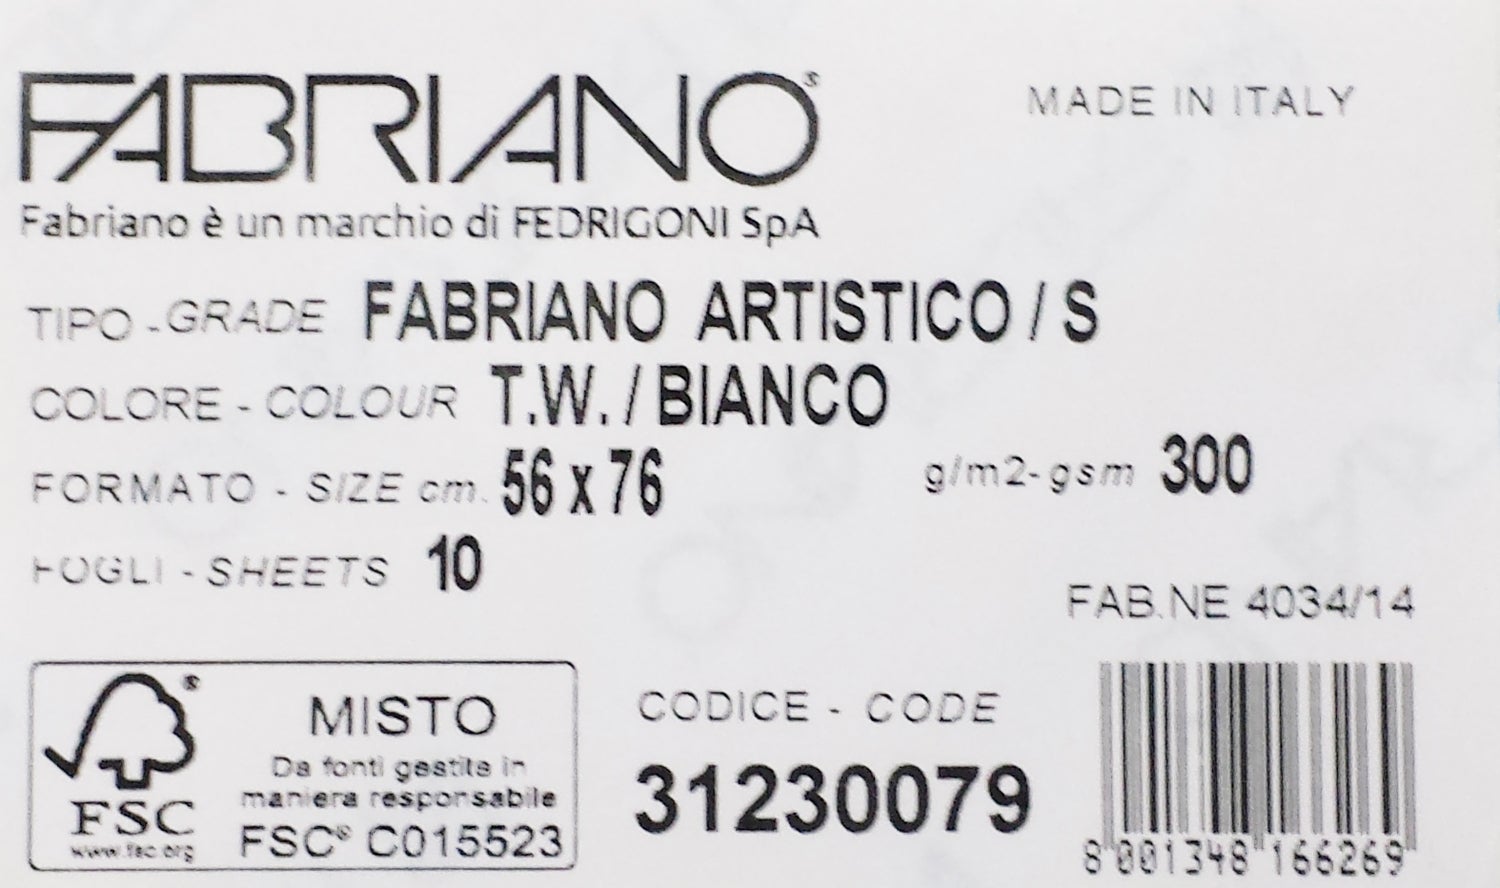 FABRIANO®
MADE IN ITALY
Fabriano è un marchio di FEDRIGONI SpA
TIPO - GRADE FABRIANO ARTISTICO / S
COLORE - COLOUR T.W. / BIANCO
FORMATO - SIZE cm. 56 x 76 g/m2-gsm 300
FOGLI - SHEETS 10
FAB.NE 4034/14
MISTO
Da fonti gestite in
maniera responsabile
FSC® C015523
FSC
www.fsc.org
CODICE - CODE
31230079
8 001348 166269